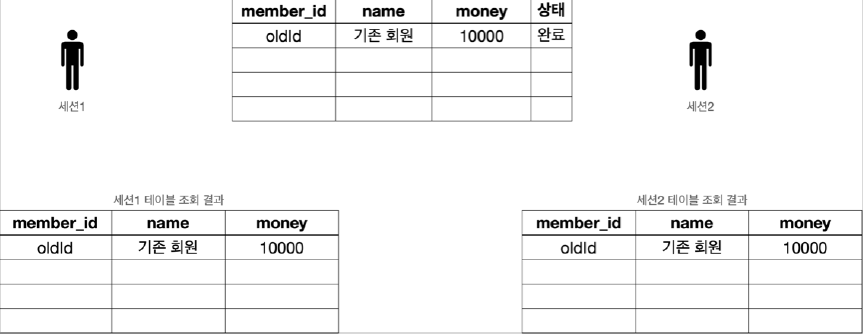 member_id name money 상태
oldId 기존 회원 10000 완료
세션1
세션2
세션1 테이블 조회 결과
member_id name money
oldId 기존 회원 10000
세션2 테이블 조회 결과
member_id name money
oldId 기존 회원 10000